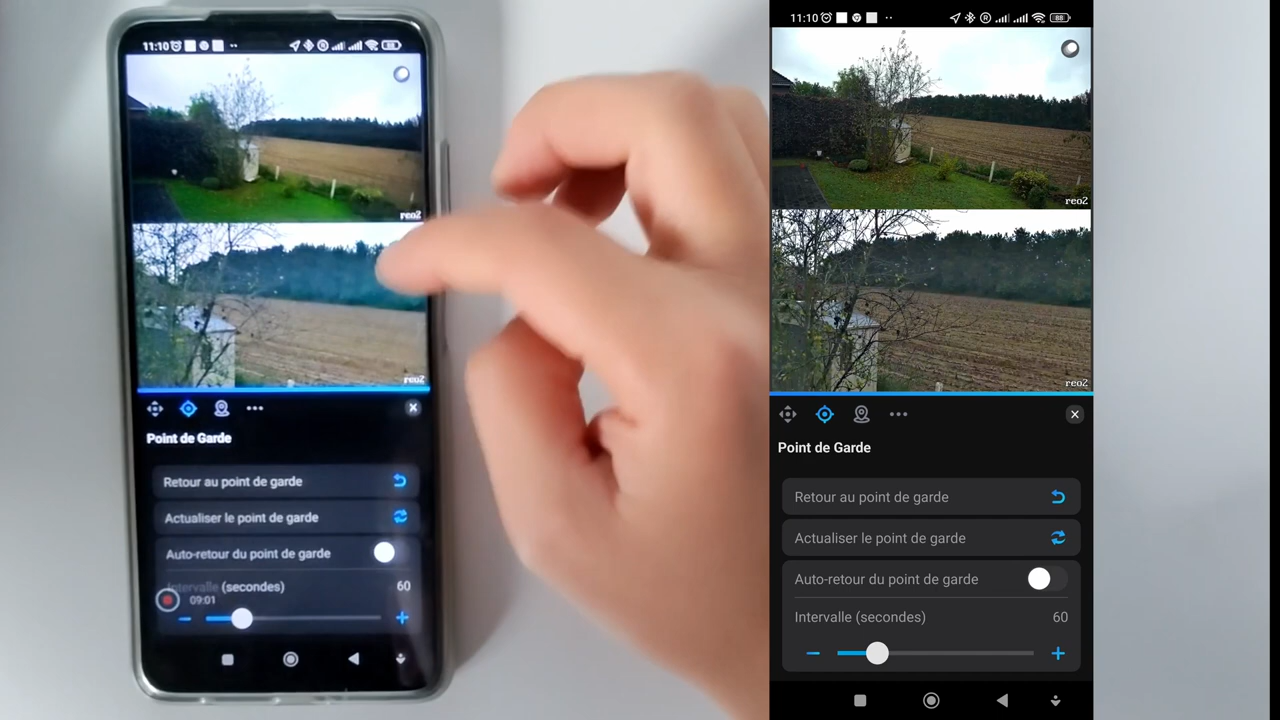 11:10
reo2
reo2
Point de Garde
Retour au point de garde
Actualiser le point de garde
Auto-retour du point de garde
Intervalle (secondes)
60
09:01
11:10
88
reo2
reo2
Point de Garde
Retour au point de garde
Actualiser le point de garde
Auto-retour du point de garde
Intervalle (secondes)
60